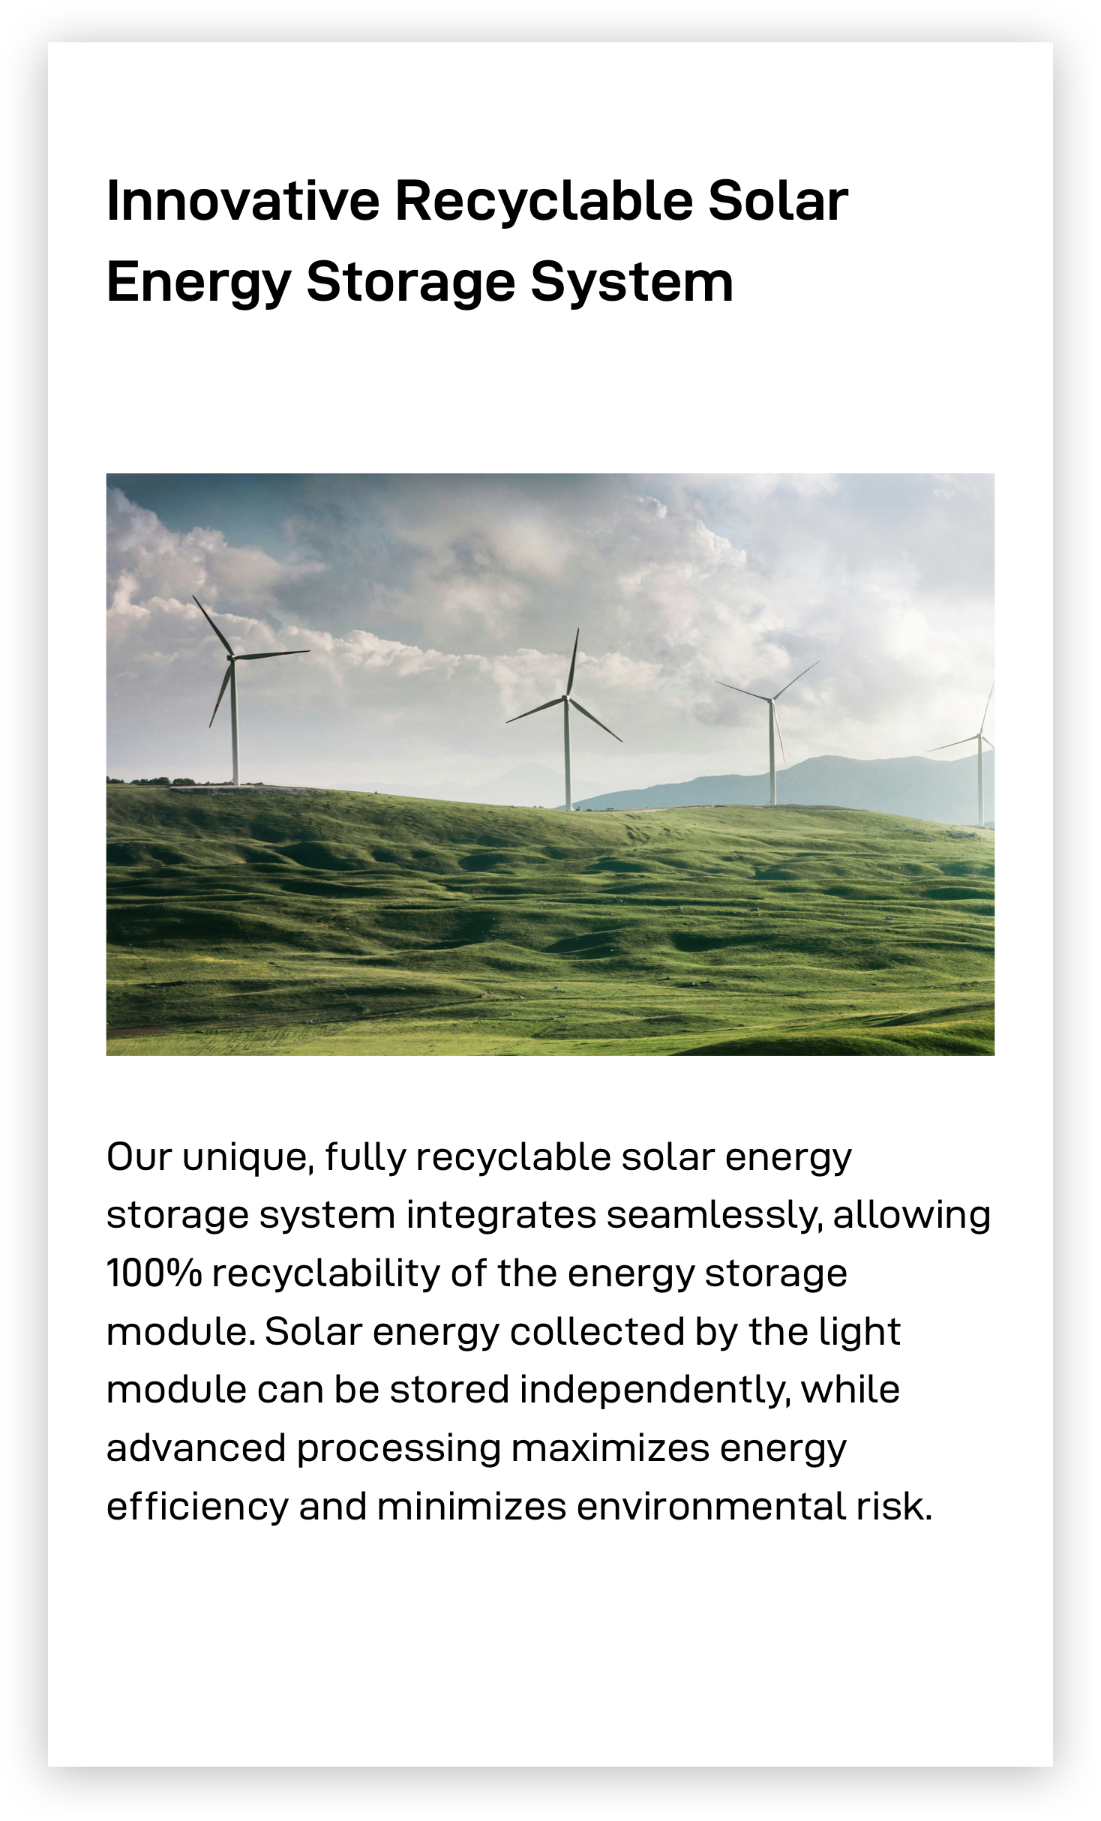 Innovative Recyclable Solar
Energy Storage System
Our unique, fully recyclable solar energy
storage system integrates seamlessly, allowing
100% recyclability of the energy storage
module. Solar energy collected by the light
module can be stored independently, while
advanced processing maximizes energy
efficiency and minimizes environmental risk.